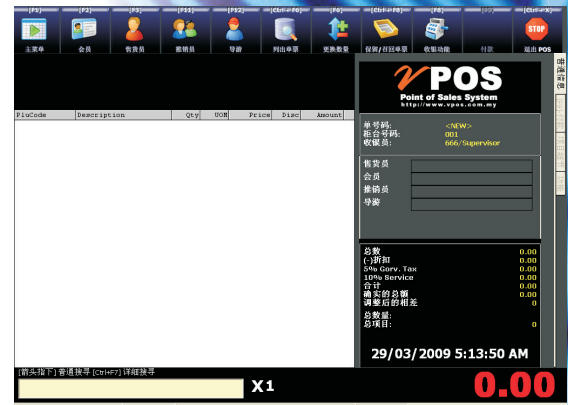 [F1] [F2] [F3] [F11] [F12] [Ctrl+F8] [F6] [Ctrl+F8] [F8] [Ctrl+X]
主菜单 会员 售货员 推销员 导游 列出单票 更换数量 保留/召回单票 收银功能 付款 退出 POS
STOP
普通信息
VPOS
Point of Sales System
http://www.vpos.com.my
PluCode Description Qty UOM Price Disc Amount
单号码: <NEW>
柜台号码: 001
收银员: 666/Supervisor
售货员
会员
推销员
导游
总数 0.00
(-)折扣 0.00
5% Gorv. Tax 0.00
10% Service 0.00
合计 0.00
确实的总额 0.00
调整后的相差 0
总数量:
总项目: 0
29/03/2009 5:13:50 AM
[箭头指下] 普通搜寻 [Ctrl+F7] 详细搜寻
X1
0.00